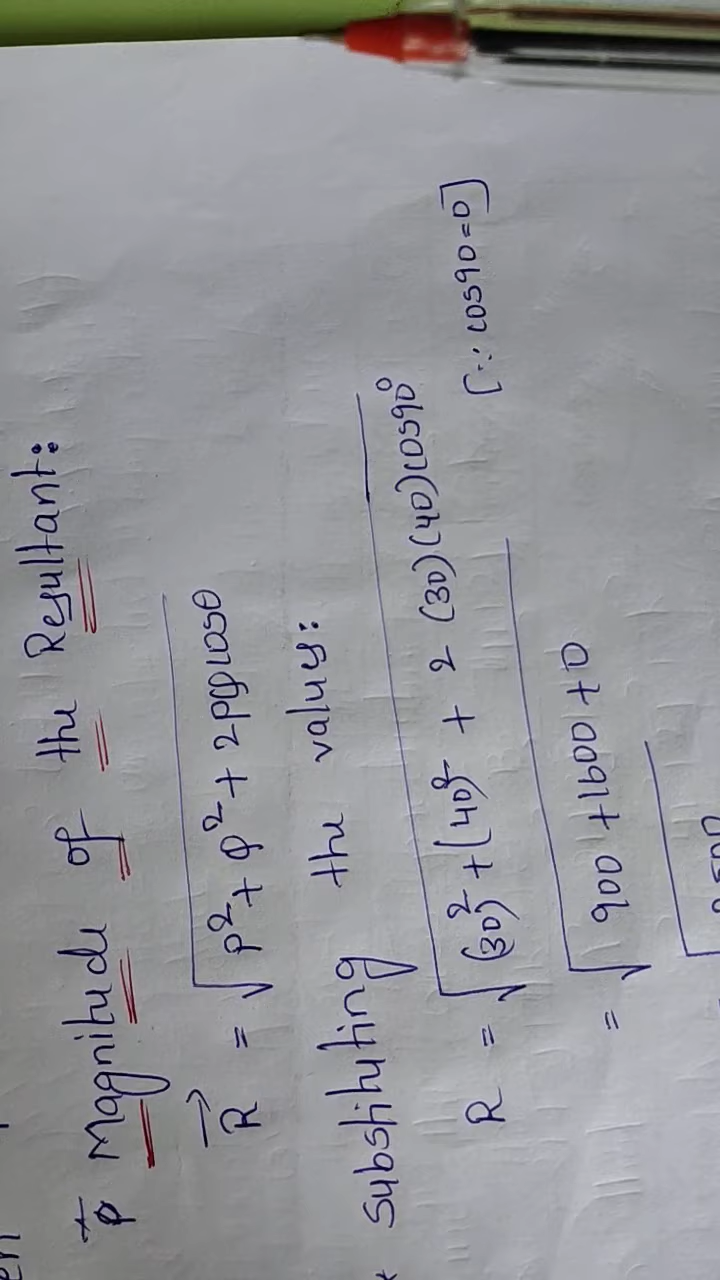 * Magnitude of the Resultant:
R⃗ = √P² + Q² + 2PQcosθ
* Substituting the values:
R = √(30)² + (40)² + 2 (30)(40)cos90°
[∵ cos90=0]
= √900 + 1600 + 0